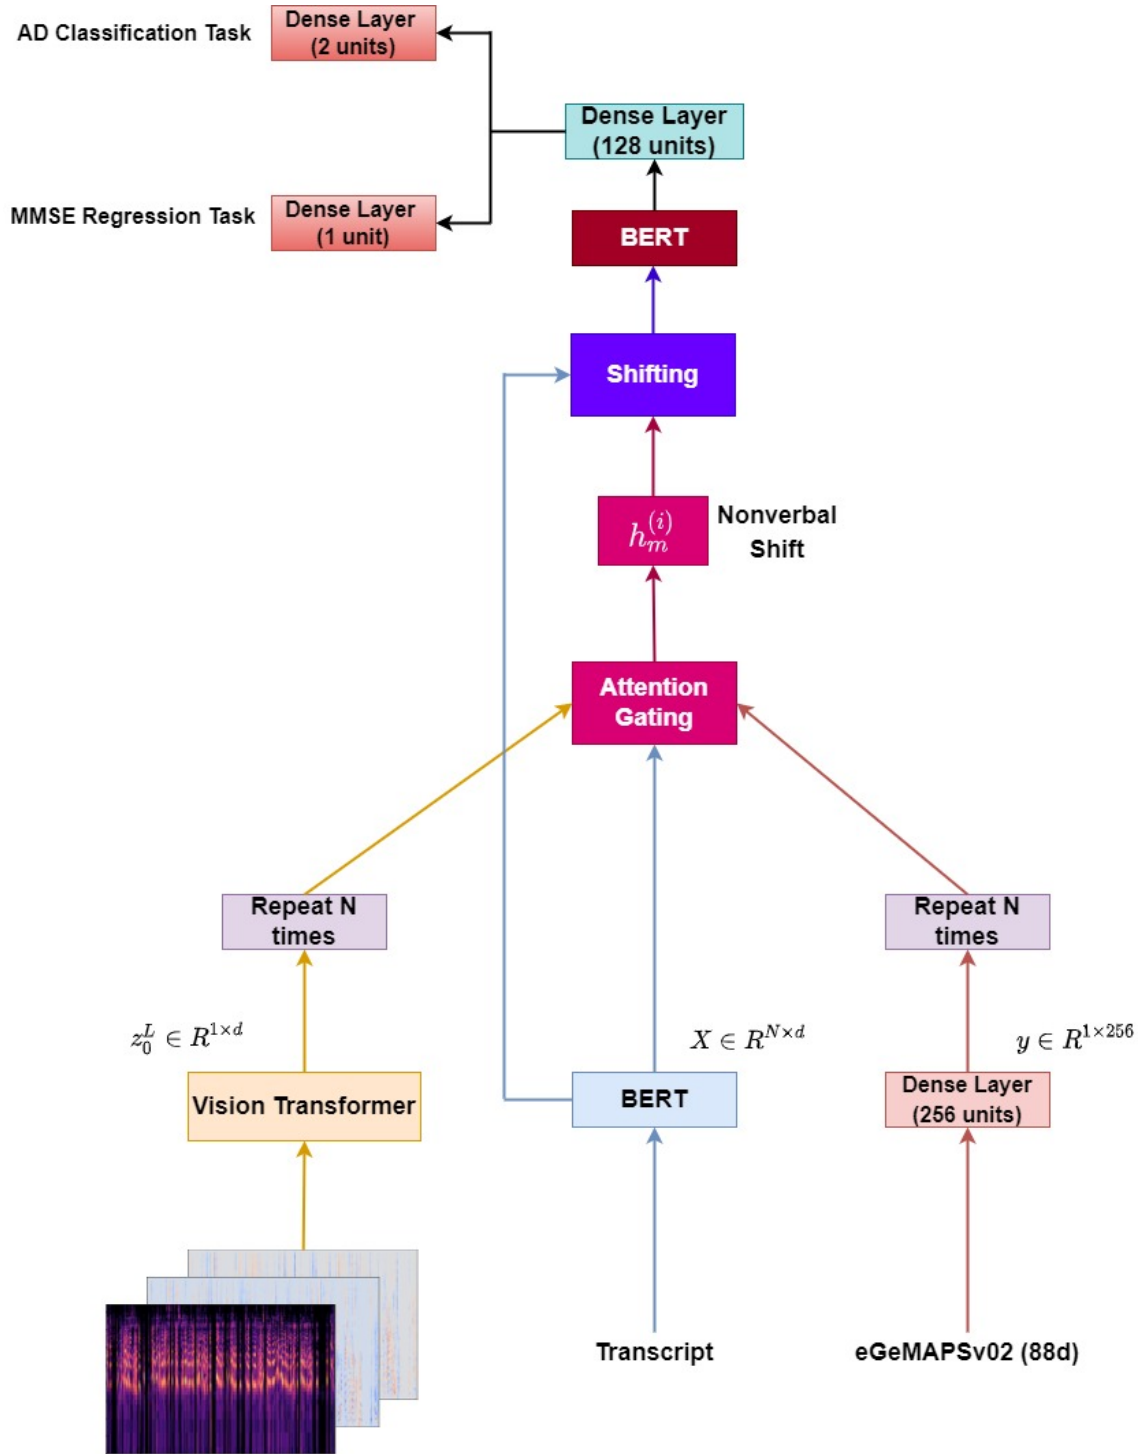 AD Classification Task
Dense Layer
(2 units)
Dense Layer
(128 units)
MMSE Regression Task
Dense Layer
(1 unit)
BERT
Shifting
h_m^{(i)}
Nonverbal
Shift
Attention
Gating
Repeat N
times
Repeat N
times
z_0^L ∈ R^{1×d}
X ∈ R^{N×d}
y ∈ R^{1×256}
Vision Transformer
BERT
Dense Layer
(256 units)
Transcript
eGeMAPSv02 (88d)